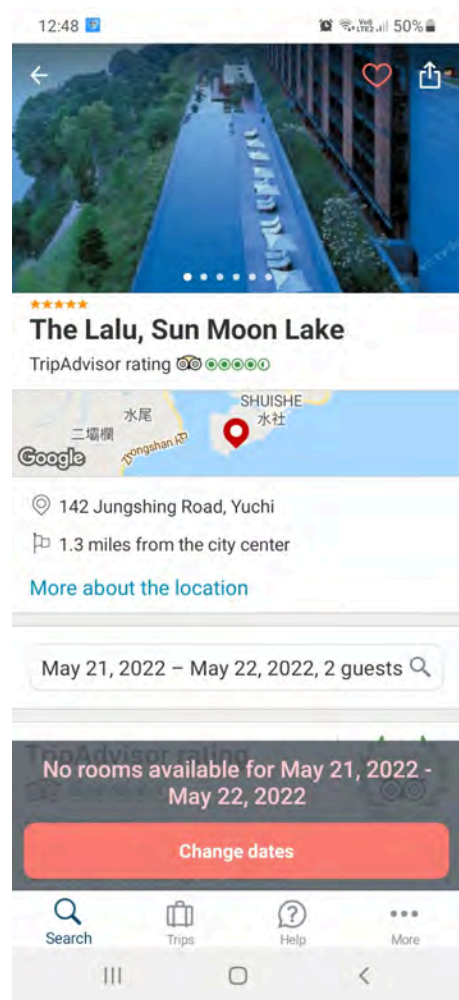 12:48
VoD LTE2 50%
The Lalu, Sun Moon Lake
TripAdvisor rating
SHUISHE
水尾
水社
二壩欄
Zhongshan Rd
Google
142 Jungshing Road, Yuchi
1.3 miles from the city center
More about the location
May 21, 2022 – May 22, 2022, 2 guests
TripAdvisor rating
No rooms available for May 21, 2022 -
May 22, 2022
Change dates
Search
Trips
Help
More